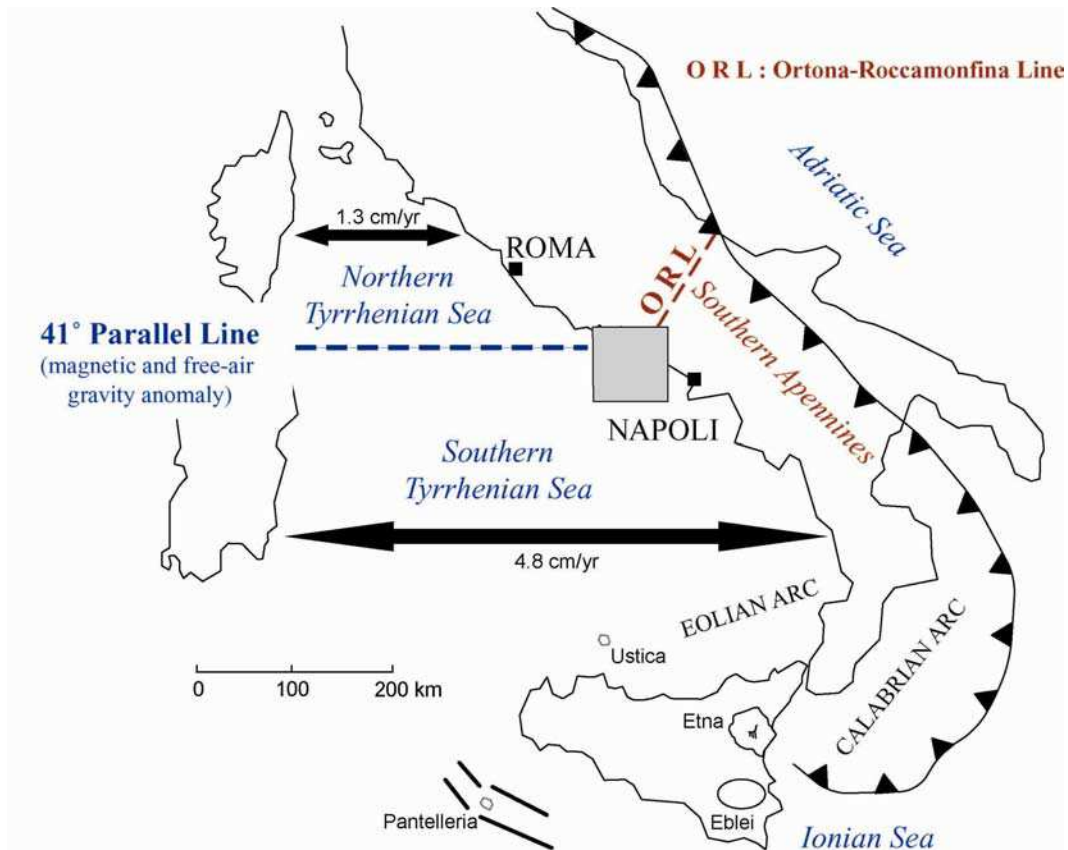 O R L : Ortona-Roccamonfina Line
Adriatic Sea
1.3 cm/yr
ROMA
O R L
Northern
Tyrrhenian Sea
Southern Apennines
41° Parallel Line
(magnetic and free-air
gravity anomaly)
NAPOLI
Southern
Tyrrhenian Sea
4.8 cm/yr
EOLIAN ARC
Ustica
CALABRIAN ARC
0 100 200 km
Etna
Pantelleria
Eblei
Ionian Sea